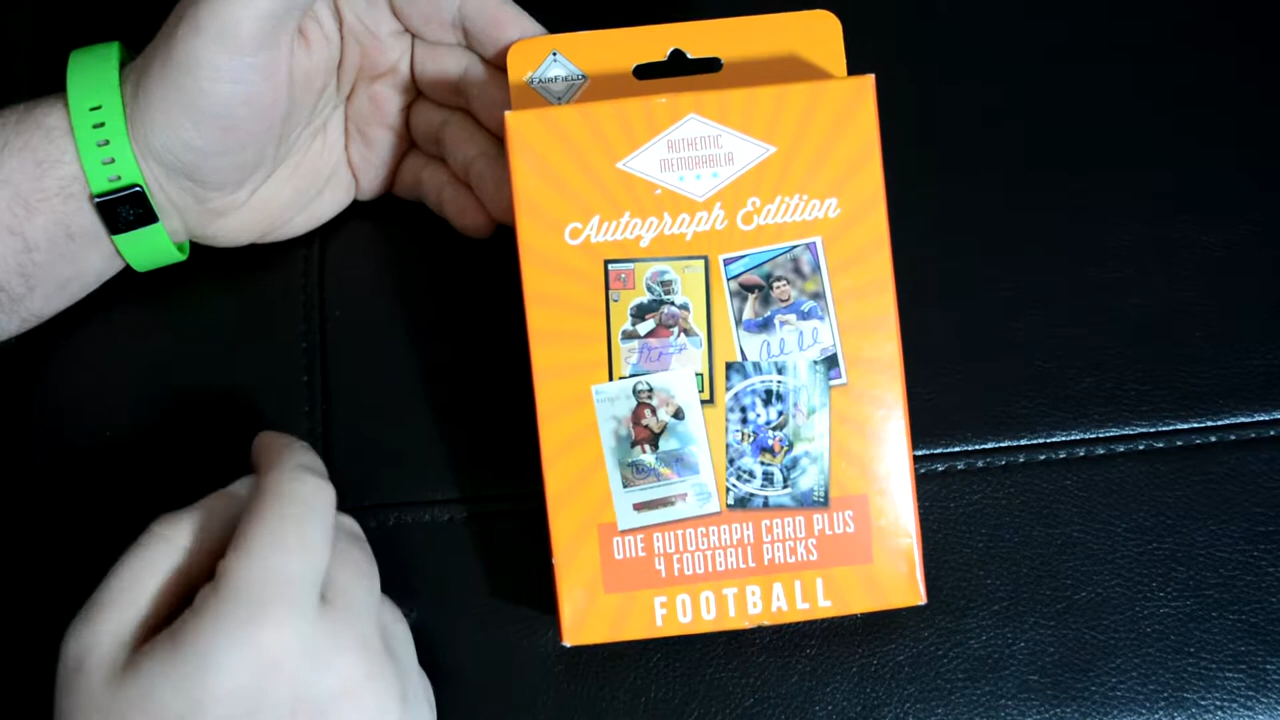 FAIRFIELD
AUTHENTIC
MEMORABILIA
Autograph Edition
ONE AUTOGRAPH CARD PLUS
4 FOOTBALL PACKS
FOOTBALL